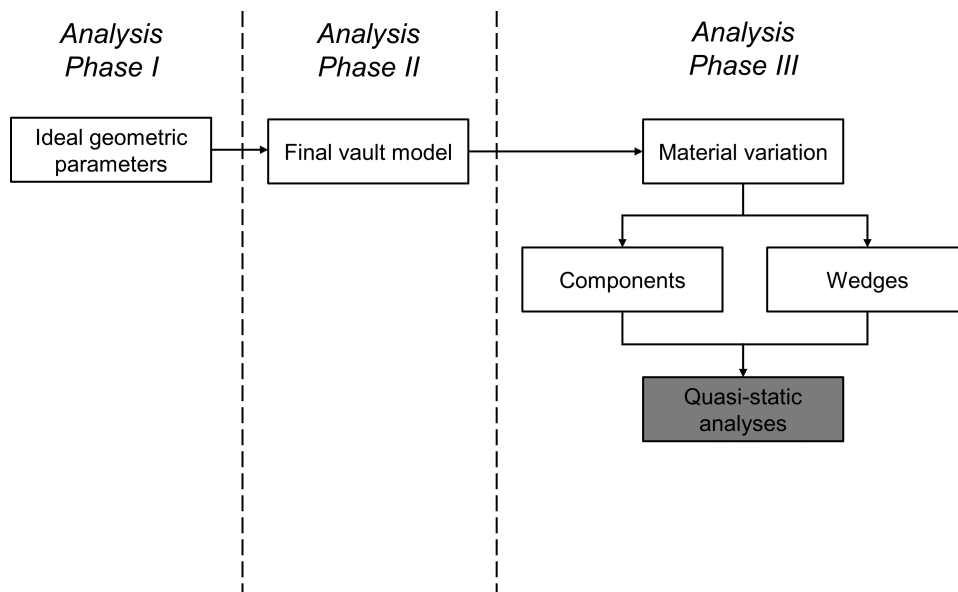 Analysis
Phase I
Analysis
Phase II
Analysis
Phase III
Ideal geometric
parameters
Final vault model
Material variation
Components
Wedges
Quasi-static
analyses